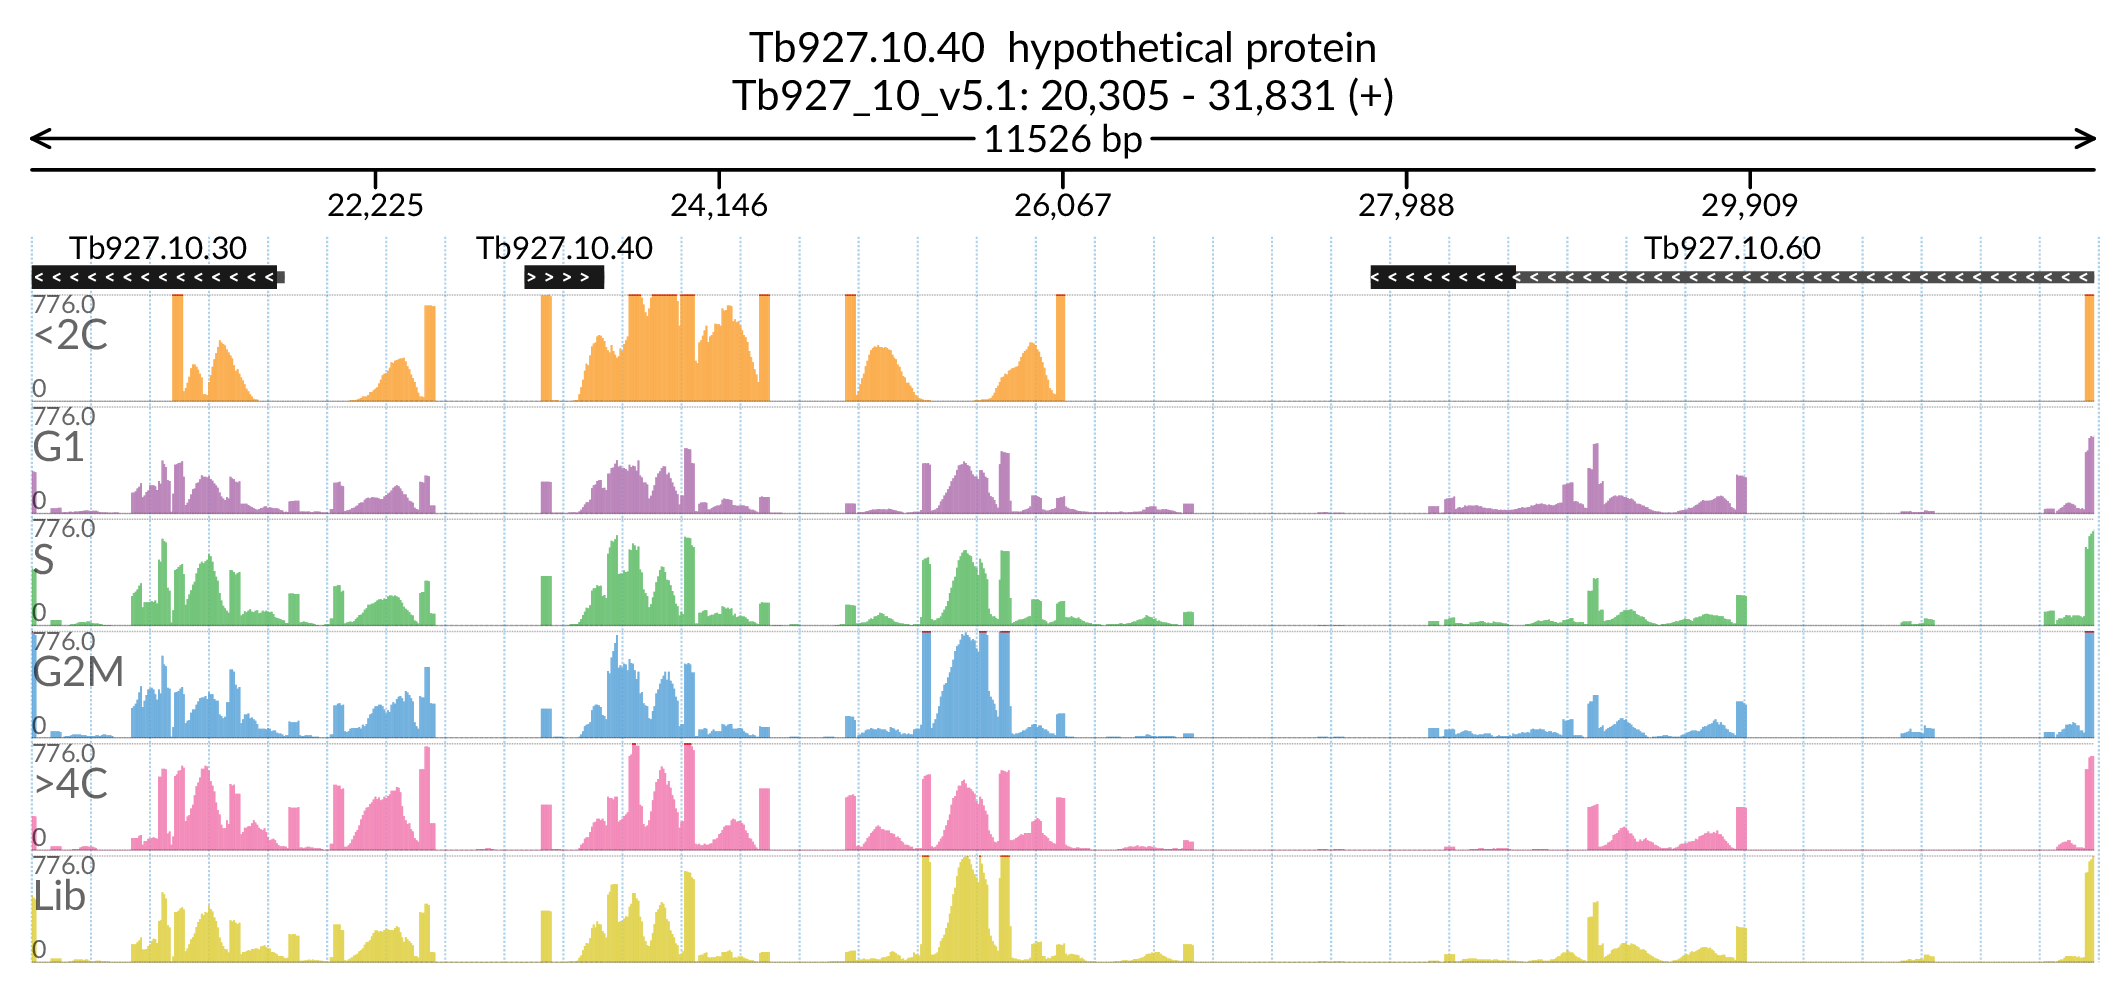 Tb927.10.40 hypothetical protein
Tb927_10_v5.1: 20,305 - 31,831 (+)
11526 bp
22,225 24,146 26,067 27,988 29,909
Tb927.10.30 Tb927.10.40 Tb927.10.60
776.0
<2C
0
776.0
G1
0
776.0
S
0
776.0
G2M
0
776.0
>4C
0
776.0
Lib
0